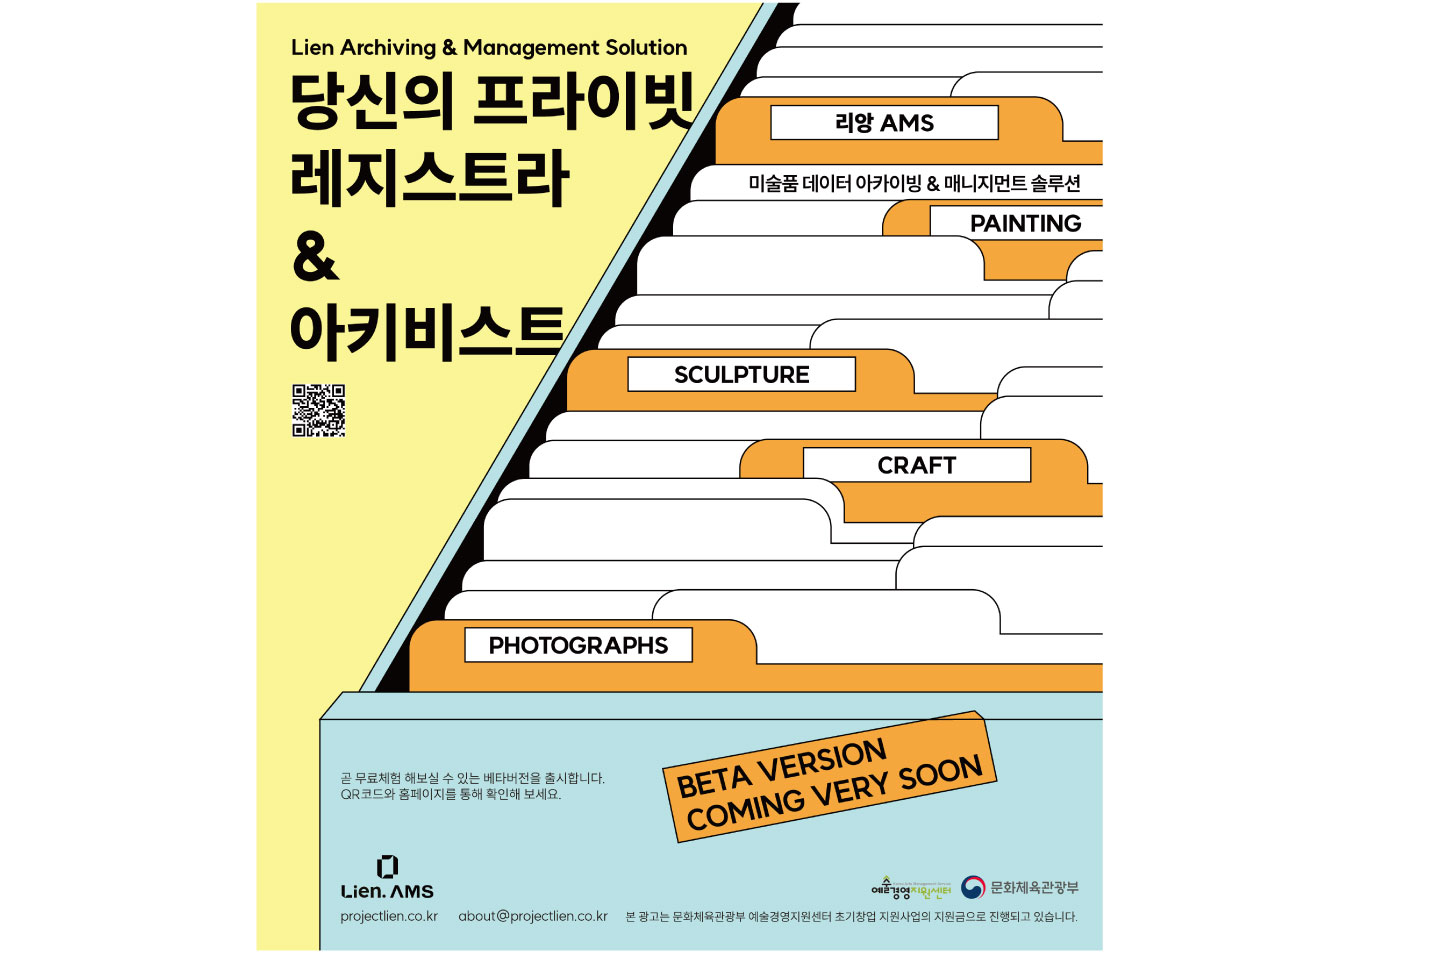 Lien Archiving & Management Solution
당신의 프라이빗
레지스트라
&
아키비스트
리앙 AMS
미술품 데이터 아카이빙 & 매니지먼트 솔루션
PAINTING
SCULPTURE
CRAFT
PHOTOGRAPHS
BETA VERSION
COMING VERY SOON
곧 무료체험 해보실 수 있는 베타버전을 출시합니다.
QR코드와 홈페이지를 통해 확인해 보세요.
Lien. AMS
projectlien.co.kr
about@projectlien.co.kr
예술경영지원센터
문화체육관광부
본 광고는 문화체육관광부 예술경영지원센터 초기창업 지원사업의 지원금으로 진행되고 있습니다.